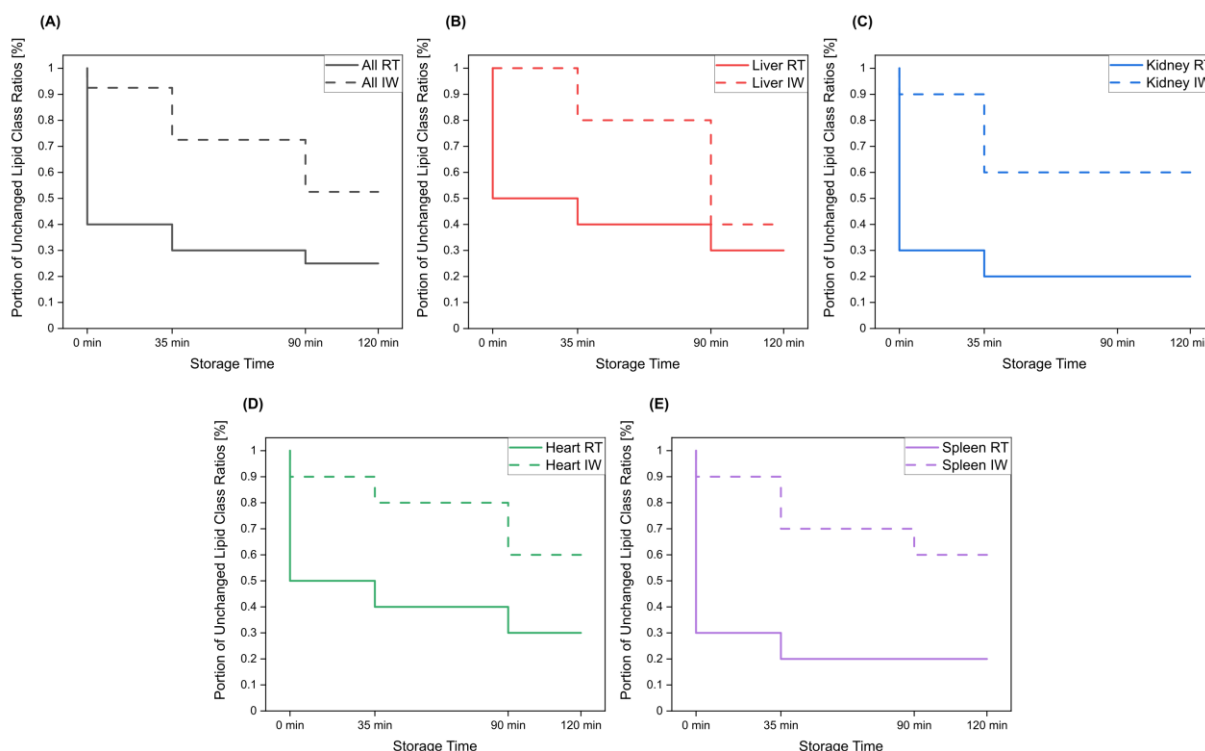 (A)
Portion of Unchanged Lipid Class Ratios [%]
All RT
All IW
1
0.9
0.8
0.7
0.6
0.5
0.4
0.3
0.2
0.1
0
0 min 35 min 90 min 120 min
Storage Time
(B)
Portion of Unchanged Lipid Class Ratios [%]
Liver RT
Liver IW
1
0.9
0.8
0.7
0.6
0.5
0.4
0.3
0.2
0.1
0
0 min 35 min 90 min 120 min
Storage Time
(C)
Portion of Unchanged Lipid Class Ratios [%]
Kidney RT
Kidney IW
1
0.9
0.8
0.7
0.6
0.5
0.4
0.3
0.2
0.1
0
0 min 35 min 90 min 120 min
Storage Time
(D)
Portion of Unchanged Lipid Class Ratios [%]
Heart RT
Heart IW
1
0.9
0.8
0.7
0.6
0.5
0.4
0.3
0.2
0.1
0
0 min 35 min 90 min 120 min
Storage Time
(E)
Portion of Unchanged Lipid Class Ratios [%]
Spleen RT
Spleen IW
1
0.9
0.8
0.7
0.6
0.5
0.4
0.3
0.2
0.1
0
0 min 35 min 90 min 120 min
Storage Time